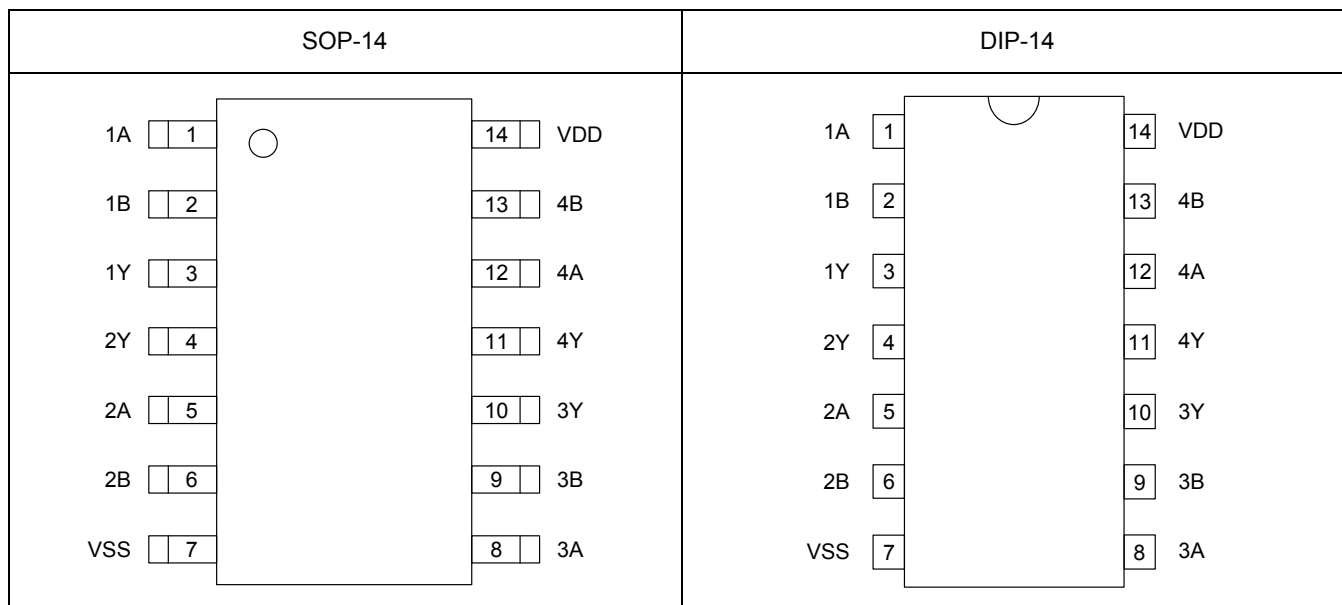 SOP-14 DIP-14
1A 1 14 VDD
1B 2 13 4B
1Y 3 12 4A
2Y 4 11 4Y
2A 5 10 3Y
2B 6 9 3B
VSS 7 8 3A
1A 1 14 VDD
1B 2 13 4B
1Y 3 12 4A
2Y 4 11 4Y
2A 5 10 3Y
2B 6 9 3B
VSS 7 8 3A